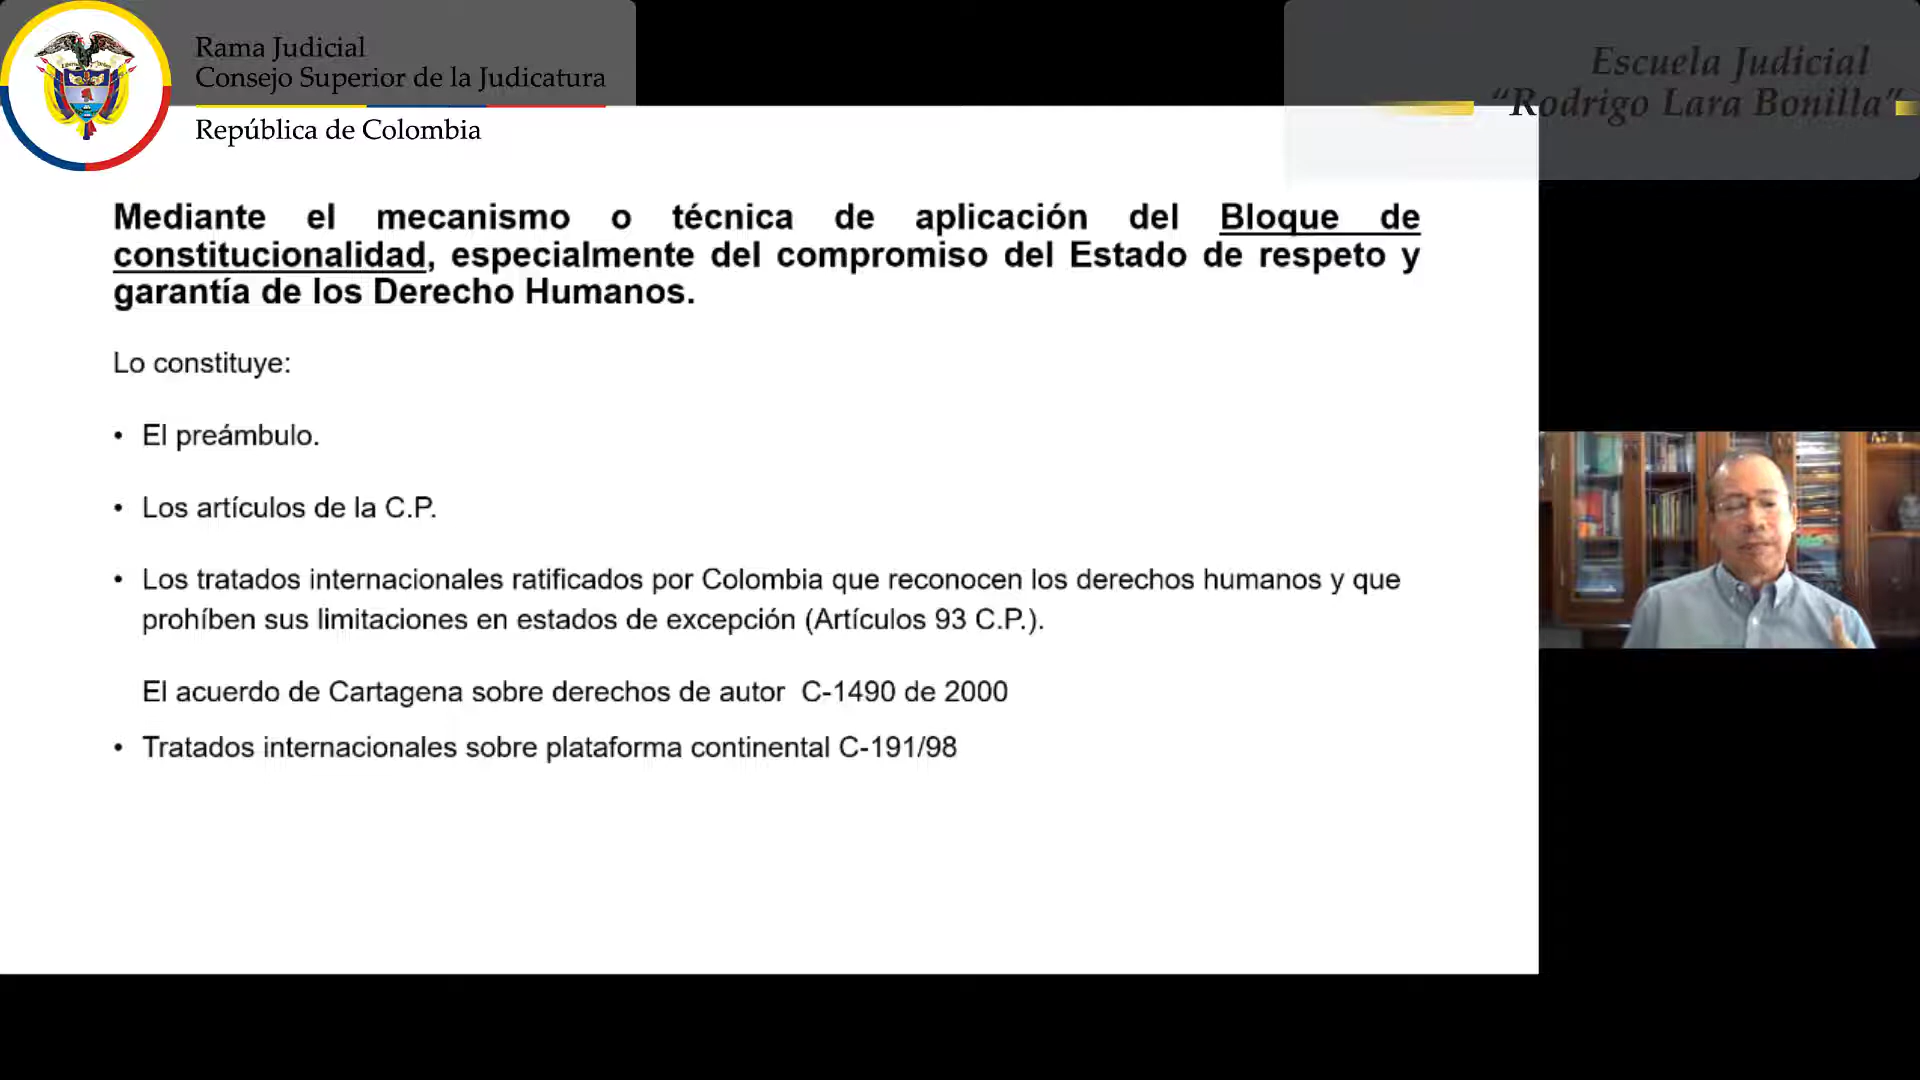 Rama Judicial
Consejo Superior de la Judicatura
República de Colombia
Escuela Judicial
“Rodrigo Lara Bonilla”
Mediante el mecanismo o técnica de aplicación del Bloque de
constitucionalidad, especialmente del compromiso del Estado de respeto y
garantía de los Derecho Humanos.
Lo constituye:
• El preámbulo.
• Los artículos de la C.P.
• Los tratados internacionales ratificados por Colombia que reconocen los derechos humanos y que
prohíben sus limitaciones en estados de excepción (Artículos 93 C.P.).
El acuerdo de Cartagena sobre derechos de autor C-1490 de 2000
• Tratados internacionales sobre plataforma continental C-191/98